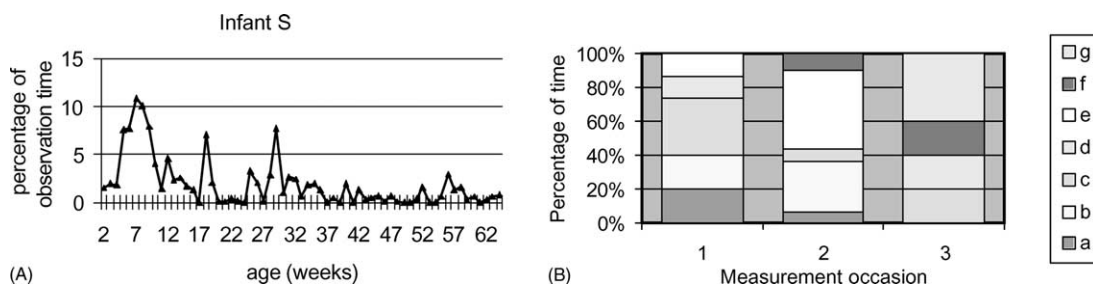 Infant S
percentage of
observation time
15
10
5
0
2 7 12 17 22 27 32 37 42 47 52 57 62
age (weeks)
(A)
Percentage of time
100%
80%
60%
40%
20%
0%
1 2 3
Measurement occasion
(B)
g
f
e
d
c
b
a